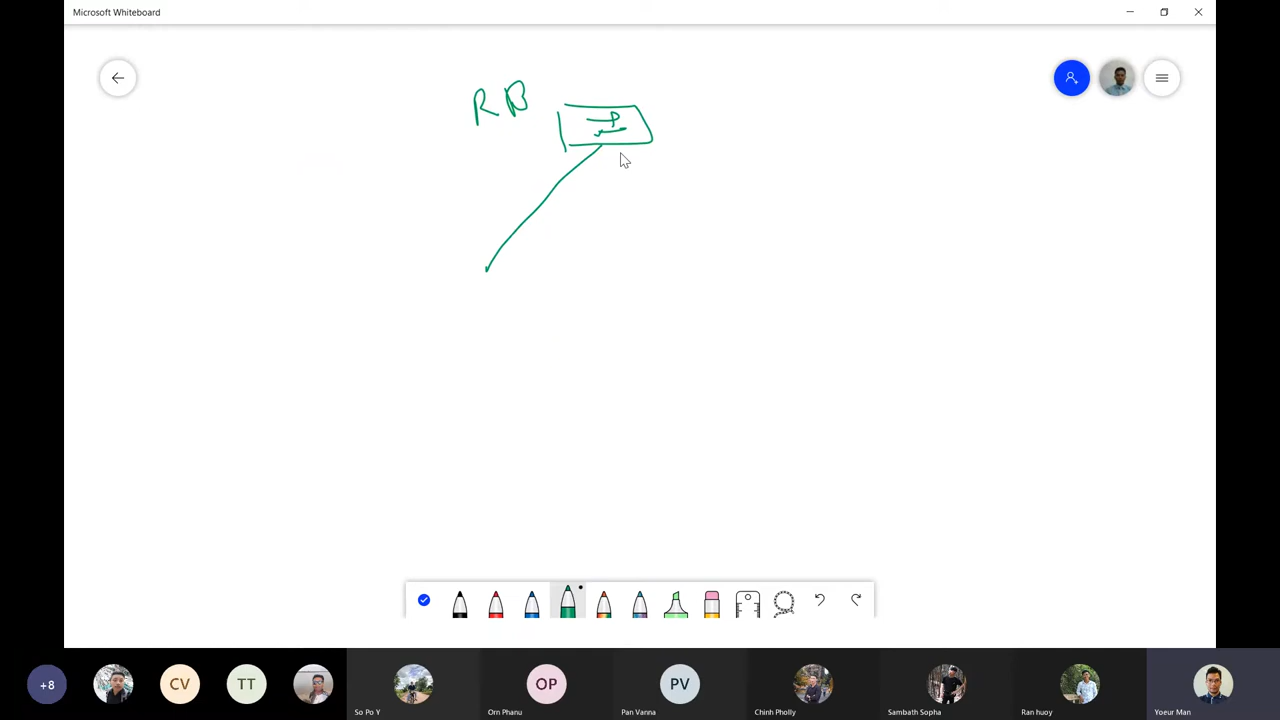 Microsoft Whiteboard
RB
+8
CV
TT
So Po Y
OP
Orn Phanu
PV
Pan Vanna
Chinh Pholly
Sambath Sopha
Ran huoy
Yoeur Man